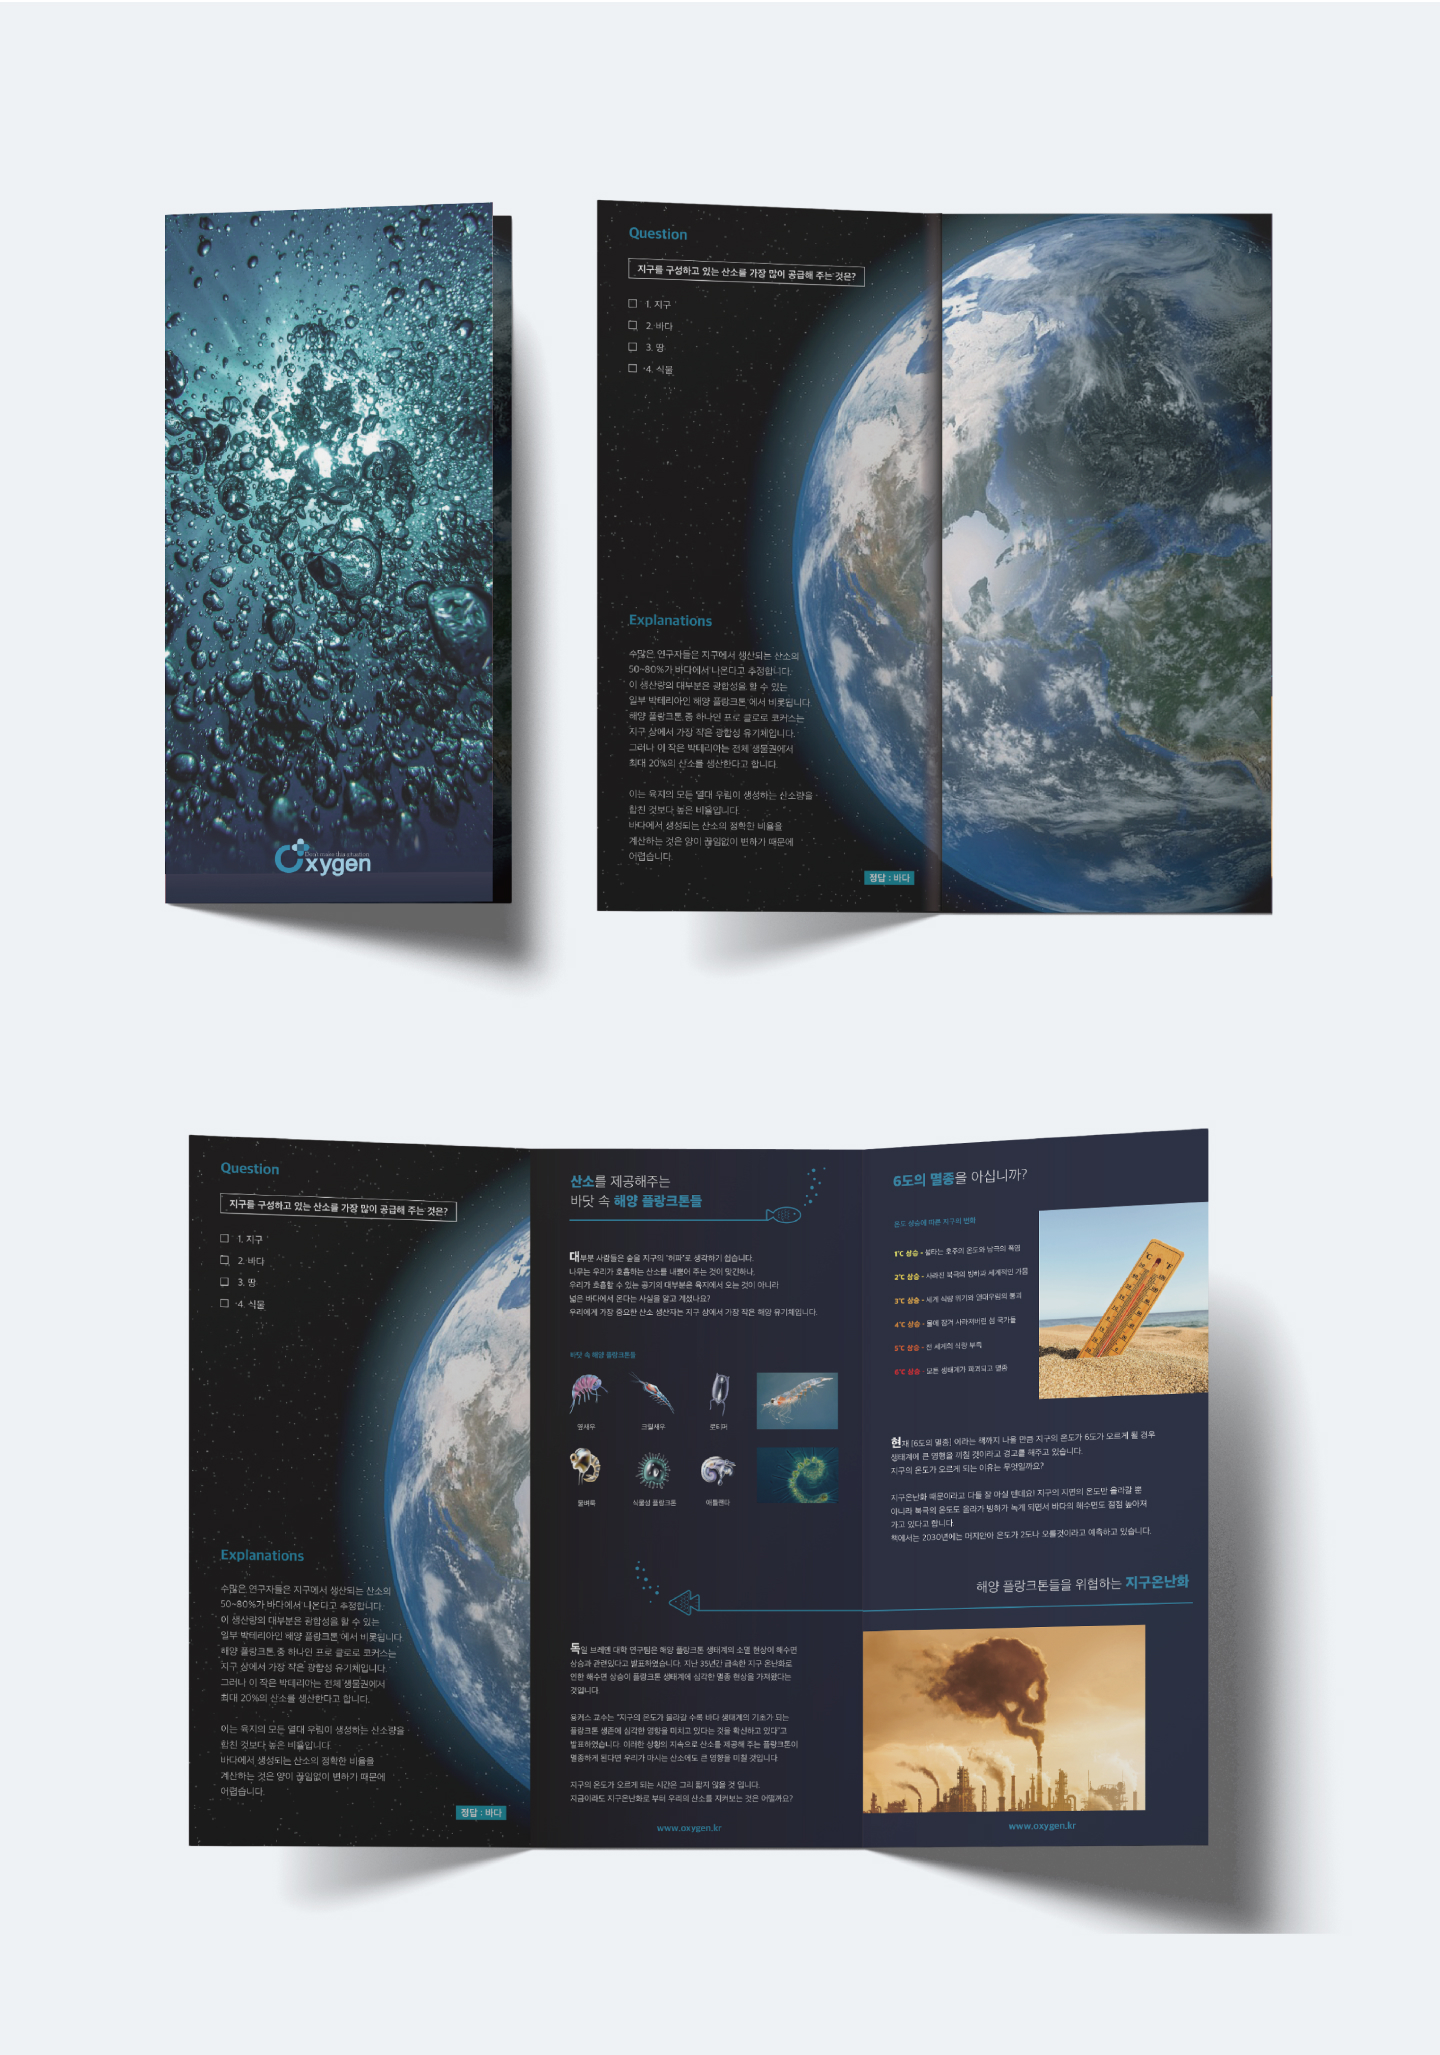 Oxygen
Question
지구를 구성하고 있는 산소를 가장 많이 공급해 주는 것은?
1. 지구
2. 바다
3. 땅
4. 식물
Explanations
수많은 연구자들은 지구에서 생산되는 산소의
50~80%가 바다에서 나온다고 추정합니다.
이 생산량의 대부분은 광합성을 할 수 있는
일부 박테리아인 해양 플랑크톤 에서 비롯됩니다.
해양 플랑크톤 중 하나인 프로 클로로 코커스는
지구 상에서 가장 작은 광합성 유기체입니다.
그러나 이 작은 박테리아는 전체 생물권에서
최대 20%의 산소를 생산한다고 합니다.
이는 육지의 모든 열대 우림이 생성하는 산소량을
합친 것보다 높은 비율입니다.
바다에서 생성되는 산소의 정확한 비율을
계산하는 것은 양이 끊임없이 변하기 때문에
어렵습니다.
정답 : 바다
Question
지구를 구성하고 있는 산소를 가장 많이 공급해 주는 것은?
1. 지구
2. 바다
3. 땅
4. 식물
Explanations
수많은 연구자들은 지구에서 생산되는 산소의
50~80%가 바다에서 나온다고 추정합니다.
이 생산량의 대부분은 광합성을 할 수 있는
일부 박테리아인 해양 플랑크톤 에서 비롯됩니다.
해양 플랑크톤 중 하나인 프로 클로로 코커스는
지구 상에서 가장 작은 광합성 유기체입니다.
그러나 이 작은 박테리아는 전체 생물권에서
최대 20%의 산소를 생산한다고 합니다.
이는 육지의 모든 열대 우림이 생성하는 산소량을
합친 것보다 높은 비율입니다.
바다에서 생성되는 산소의 정확한 비율을
계산하는 것은 양이 끊임없이 변하기 때문에
어렵습니다.
정답 : 바다
산소를 제공해주는
바닷 속 해양 플랑크톤들
대부분 사람들은 숲을 지구의 "허파"로 생각하기 쉽습니다.
나무는 우리가 호흡하는 산소를 내뿜어 주는 것이 맞긴하나,
우리가 호흡할 수 있는 공기의 대부분은 육지에서 오는 것이 아니라
넓은 바다에서 온다는 사실을 알고 계셨나요?
우리에게 가장 중요한 산소 생산자는 지구 상에서 가장 작은 해양 유기체입니다.
바닷 속 해양 플랑크톤들
옆새우
크릴새우
로티퍼
물벼룩
식물성 플랑크톤
아틀렌타
독일 브레멘 대학 연구팀은 해양 플랑크톤 생태계의 소멸 현상이 해수면
상승과 관련있다고 발표하였습니다. 지난 35년간 급속한 지구 온난화로
인한 해수면 상승이 플랑크톤 생태계에 심각한 멸종 현상을 가져왔다는
것입니다.
융커스 교수는 "지구의 온도가 올라갈 수록 바다 생태계의 기초가 되는
플랑크톤 생존에 심각한 영향을 미치고 있다는 것을 확신하고 있다"고
발표하였습니다. 이러한 상황의 지속으로 산소를 제공해 주는 플랑크톤이
멸종하게 된다면 우리가 마시는 산소에도 큰 영향을 미칠 것입니다.
지구의 온도가 오르게 되는 시간은 그리 짧지 않을 것 입니다.
지금이라도 지구온난화로 부터 우리의 산소를 지켜보는 것은 어떨까요?
www.oxygen.kr
6도의 멸종을 아십니까?
온도 상승에 따른 지구의 변화
1℃ 상승 - 불타는 호주의 온도와 남극의 폭염
2℃ 상승 - 사라진 북극의 빙하와 세계적인 가뭄
3℃ 상승 - 세계 식량 위기와 열대우림의 붕괴
4℃ 상승 - 물에 잠겨 사라져버린 섬 국가들
5℃ 상승 - 전 세계의 식량 부족
6℃ 상승 - 모든 생태계가 파괴되고 멸종
°C °F
현재 [6도의 멸종] 이라는 책까지 나올 만큼 지구의 온도가 6도가 오르게 될 경우
생태계에 큰 영향을 끼칠 것이라고 경고를 해주고 있습니다.
지구의 온도가 오르게 되는 이유는 무엇일까요?
지구온난화 때문이라고 다들 잘 아실 텐데요! 지구의 지면의 온도만 올라갈 뿐
아니라 북극의 온도도 올라가 빙하가 녹게 되면서 바다의 해수면도 점점 높아져
가고 있다고 합니다.
책에서는 2030년에는 머지않아 온도가 2도나 오를것이라고 예측하고 있습니다.
해양 플랑크톤들을 위협하는 지구온난화
www.oxygen.kr